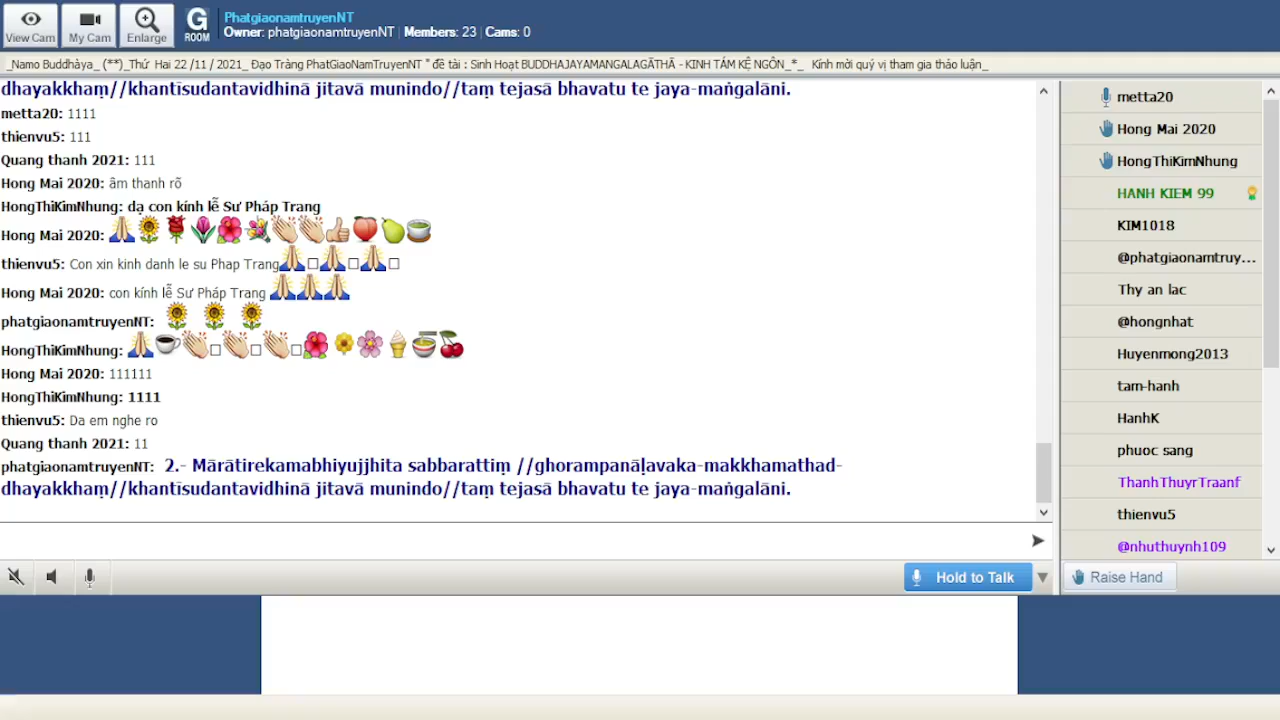 View Cam
My Cam
Enlarge
G
ROOM
PhatgiaonamtruyenNT
Owner: phatgiaonamtruyenNT | Members: 23 | Cams: 0
_Namo Buddhàya_ (**)_Thứ Hai 22 /11 / 2021_ Đạo Tràng PhatGiaoNamTruyenNT " đề tài : Sinh Hoạt BUDDHAJAYAMANGALAGĀTHĀ - KINH TÁM KỆ NGÔN_*_ Kính mời quý vị tham gia thảo luận_
dhayakkhaṃ//khantīsudantavidhinā jitavā munindo//taṃ tejasā bhavatu te jaya-maṅgalāni.
metta20: 1111
thienvu5: 111
Quang thanh 2021: 111
Hong Mai 2020: âm thanh rõ
HongThiKimNhung: dạ con kính lễ Sư Pháp Trang
Hong Mai 2020: 🙏🌻🌹🌷🌺💐👏👏👍🍑🍐🍵
thienvu5: Con xin kinh danh le su Phap Trang🙏□🙏□🙏□
Hong Mai 2020: con kính lễ Sư Pháp Trang 🙏🙏🙏
phatgiaonamtruyenNT: 🌻 🌻 🌻
HongThiKimNhung: 🙏☕👏□👏□👏□🌺🌼🌸🍦🍲🍒
Hong Mai 2020: 111111
HongThiKimNhung: 1111
thienvu5: Da em nghe ro
Quang thanh 2021: 11
phatgiaonamtruyenNT: 2.- Mārātirekamabhiyujjhita sabbarattiṃ //ghorampanāḷavaka-makkhamathad-
dhayakkhaṃ//khantīsudantavidhinā jitavā munindo//taṃ tejasā bhavatu te jaya-maṅgalāni.
Hold to Talk
metta20
Hong Mai 2020
HongThiKimNhung
HANH KIEM 99
KIM1018
@phatgiaonamtruy...
Thy an lac
@hongnhat
Huyenmong2013
tam-hanh
HanhK
phuoc sang
ThanhThuyrTraanf
thienvu5
@nhuthuynh109
Raise Hand